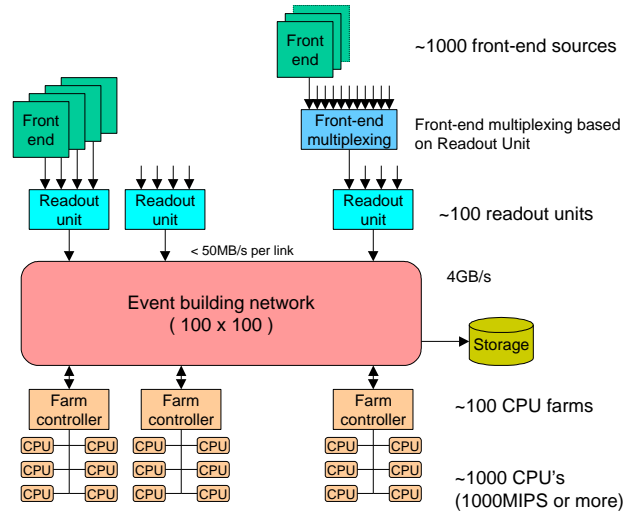 Front
end
~1000 front-end sources
Front
end
Front-end
multiplexing
Front-end multiplexing based
on Readout Unit
Readout
unit
Readout
unit
Readout
unit
~100 readout units
< 50MB/s per link
4GB/s
Event building network
( 100 x 100 )
Storage
Farm
controller
Farm
controller
Farm
controller
~100 CPU farms
CPU CPU CPU CPU CPU CPU
CPU CPU CPU CPU CPU CPU
CPU CPU CPU CPU CPU CPU
~1000 CPU's
(1000MIPS or more)